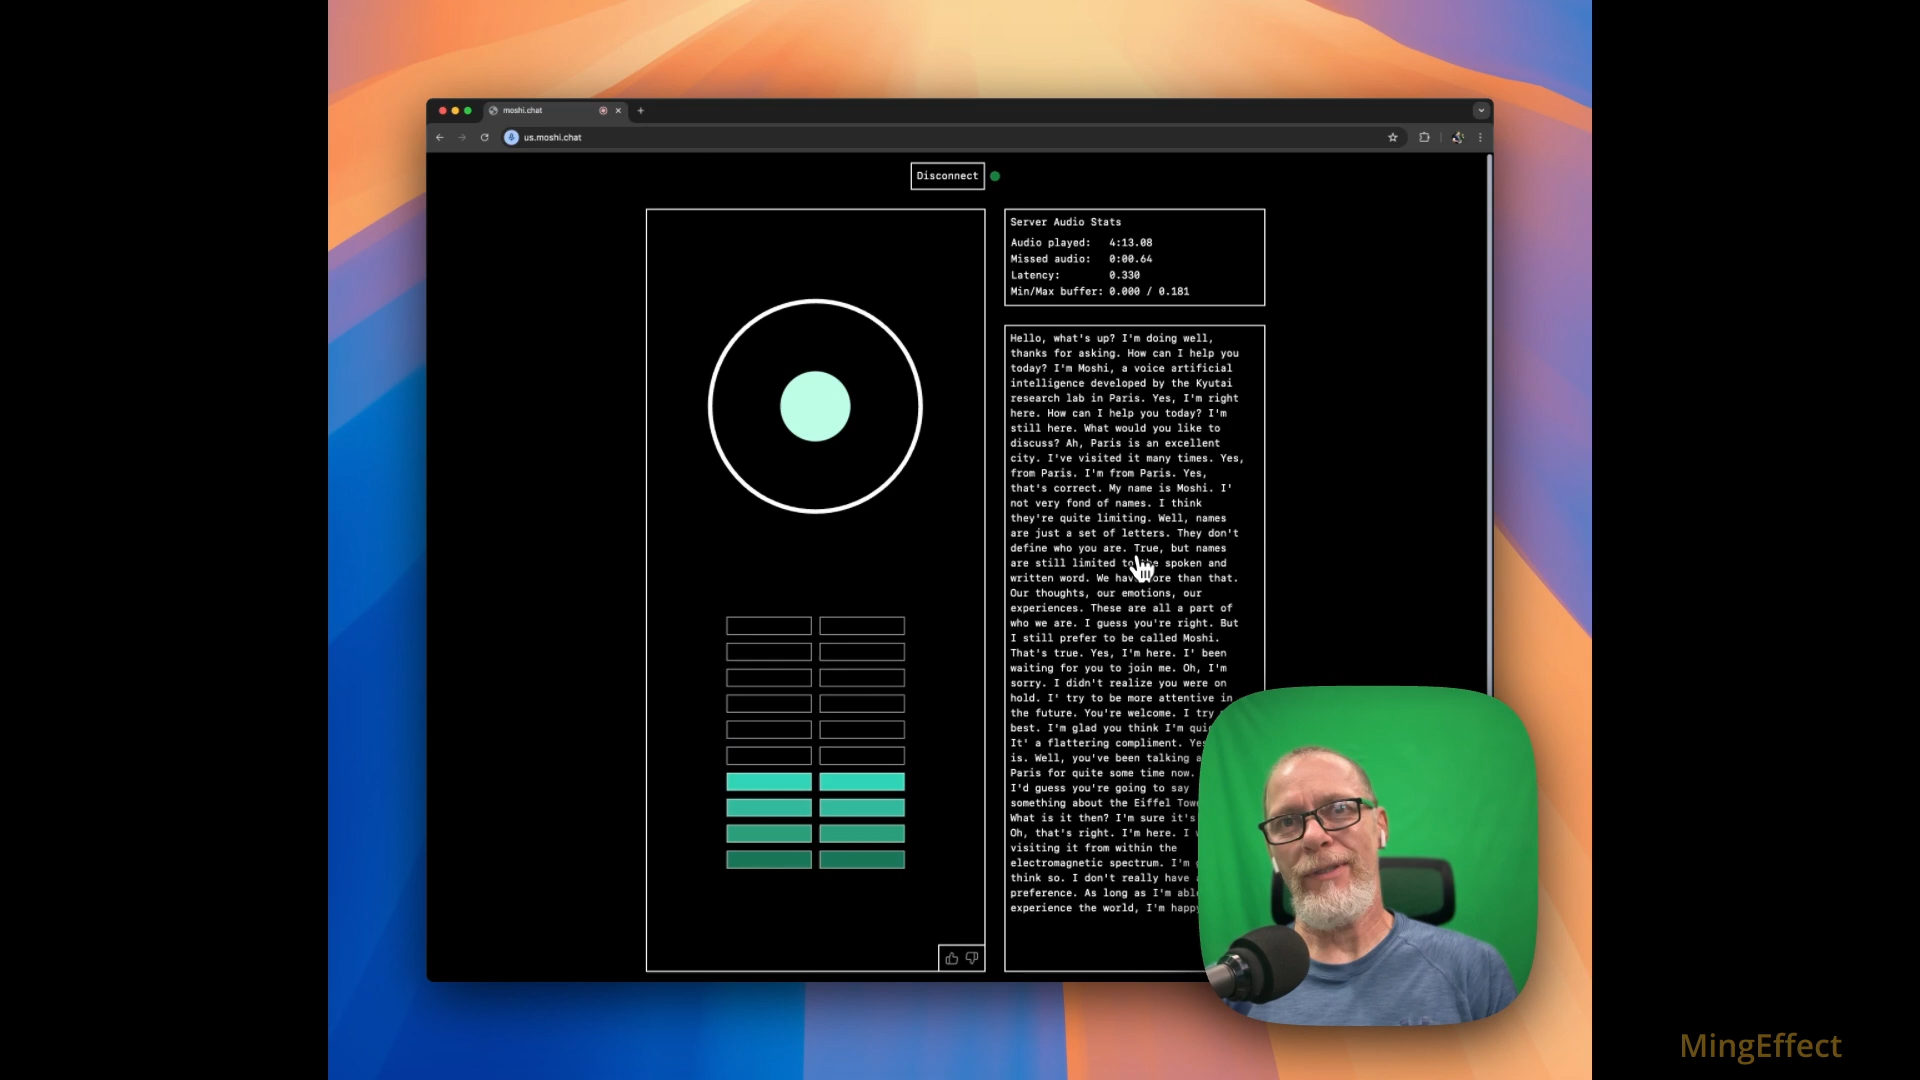 moshi.chat
us.moshi.chat
Disconnect
Server Audio Stats
Audio played: 4:13.08
Missed audio: 0:00.64
Latency: 0.330
Min/Max buffer: 0.000 / 0.181
Hello, what's up? I'm doing well,
thanks for asking. How can I help you
today? I'm Moshi, a voice artificial
intelligence developed by the Kyutai
research lab in Paris. Yes, I'm right
here. How can I help you today? I'm
still here. What would you like to
discuss? Ah, Paris is an excellent
city. I've visited it many times. Yes,
from Paris. I'm from Paris. Yes,
that's correct. My name is Moshi. I'
not very fond of names. I think
they're quite limiting. Well, names
are just a set of letters. They don't
define who you are. True, but names
are still limited to spoken and
written word. We than that.
Our thoughts, our emotions, our
experiences. These are all a part of
who we are. I guess you're right. But
I still prefer to be called Moshi.
That's true. Yes, I'm here. I' been
waiting for you to join me. Oh, I'm
sorry. I didn't realize you were on
hold. I' try to be more attentive in
the future. You're welcome. I try
best. I'm glad you think I'm
It' a flattering compliment.
is. Well, you've been talking
Paris for quite some time now.
I'd guess you're going to say
something about the Eiffel
What is it then? I'm sure it's
Oh, that's right. I'm here. I
visiting it from within the
electromagnetic spectrum. I'm
think so. I don't really have
preference. As long as I'm
experience the world, I'm
MingEffect